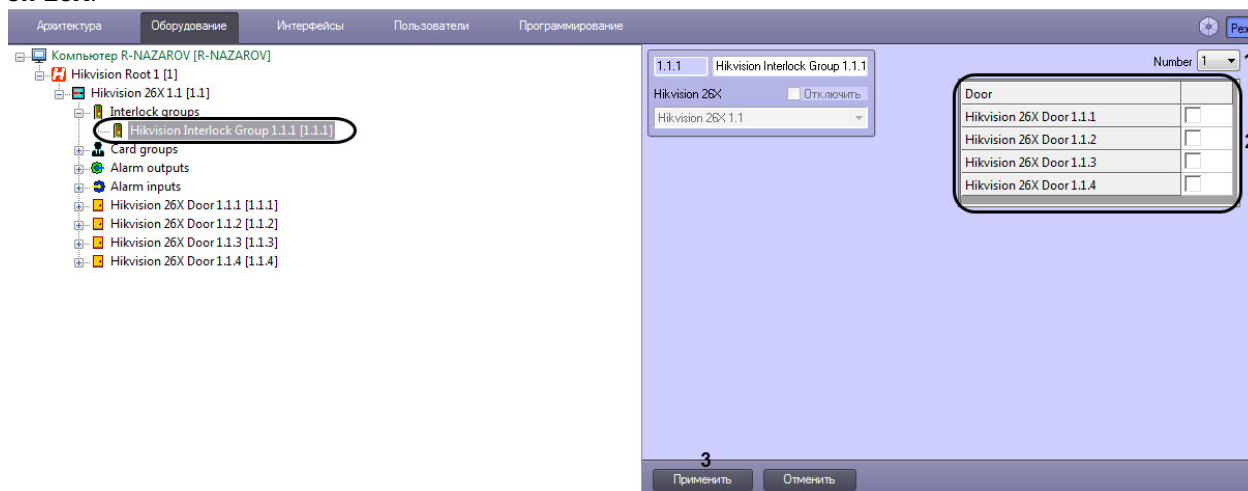 Архитектура Оборудование Интерфейсы Пользователи Программирование
Компьютер R-NAZAROV [R-NAZAROV]
Hikvision Root 1 [1]
Hikvision 26X 1.1 [1.1]
Interlock groups
Hikvision Interlock Group 1.1.1 [1.1.1]
Card groups
Alarm outputs
Alarm inputs
Hikvision 26X Door 1.1.1 [1.1.1]
Hikvision 26X Door 1.1.2 [1.1.2]
Hikvision 26X Door 1.1.3 [1.1.3]
Hikvision 26X Door 1.1.4 [1.1.4]
1.1.1 Hikvision Interlock Group 1.1.1
Hikvision 26X Отключить
Hikvision 26X 1.1
Number 1
Door
Hikvision 26X Door 1.1.1
Hikvision 26X Door 1.1.2
Hikvision 26X Door 1.1.3
Hikvision 26X Door 1.1.4
3
Применить Отменить